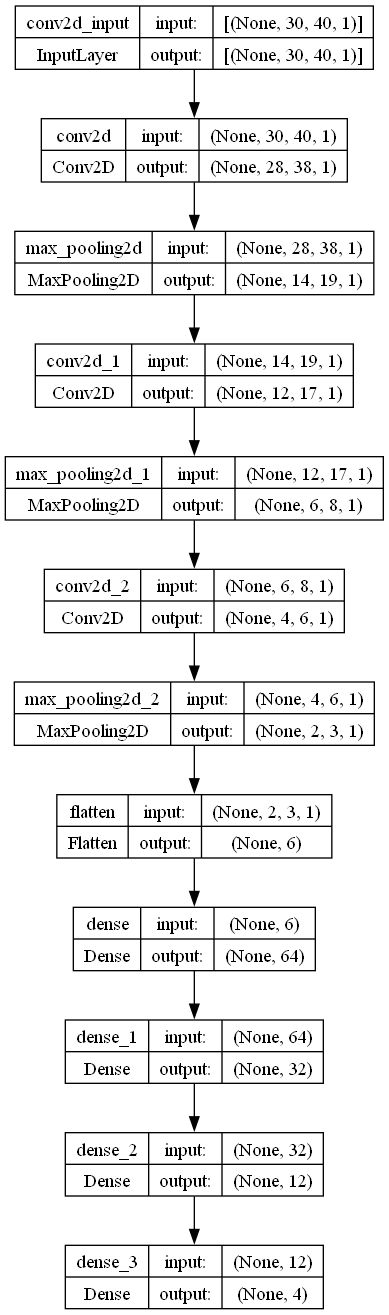 conv2d_input input: [(None, 30, 40, 1)]
InputLayer output: [(None, 30, 40, 1)]
conv2d input: (None, 30, 40, 1)
Conv2D output: (None, 28, 38, 1)
max_pooling2d input: (None, 28, 38, 1)
MaxPooling2D output: (None, 14, 19, 1)
conv2d_1 input: (None, 14, 19, 1)
Conv2D output: (None, 12, 17, 1)
max_pooling2d_1 input: (None, 12, 17, 1)
MaxPooling2D output: (None, 6, 8, 1)
conv2d_2 input: (None, 6, 8, 1)
Conv2D output: (None, 4, 6, 1)
max_pooling2d_2 input: (None, 4, 6, 1)
MaxPooling2D output: (None, 2, 3, 1)
flatten input: (None, 2, 3, 1)
Flatten output: (None, 6)
dense input: (None, 6)
Dense output: (None, 64)
dense_1 input: (None, 64)
Dense output: (None, 32)
dense_2 input: (None, 32)
Dense output: (None, 12)
dense_3 input: (None, 12)
Dense output: (None, 4)